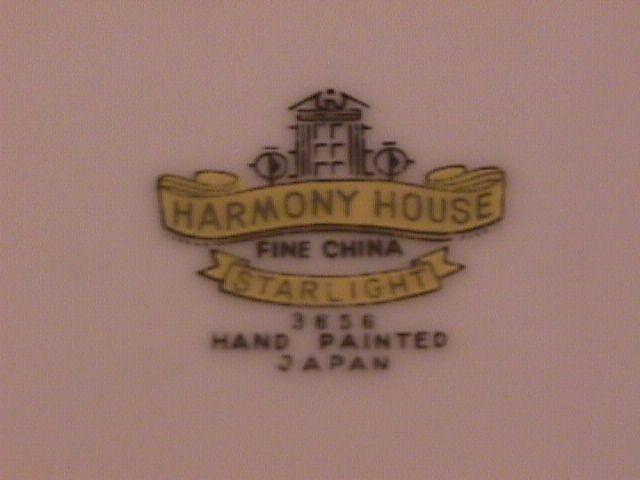 HARMONY HOUSE
FINE CHINA
STARLIGHT
3656
HAND PAINTED
JAPAN